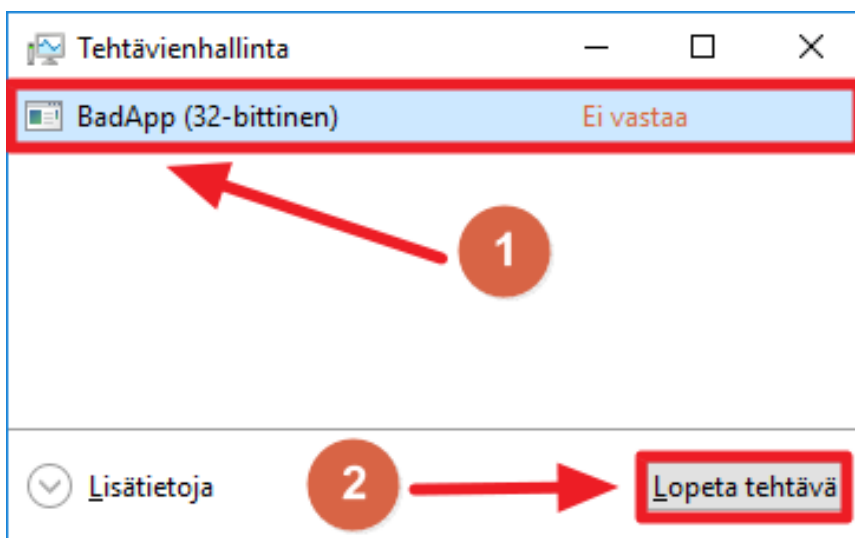 Tehtävienhallinta
BadApp (32-bittinen) Ei vastaa
1
Lisätietoja 2 Lopeta tehtävä